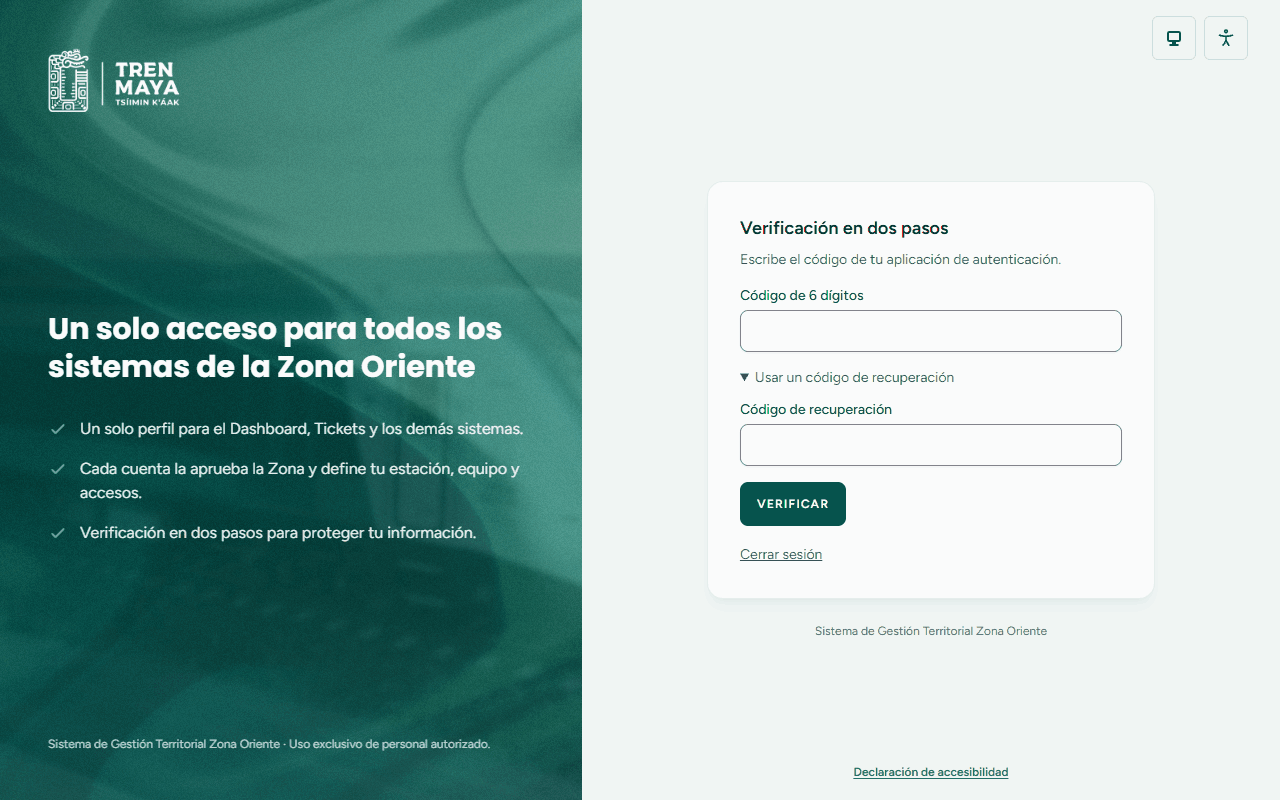 TREN
MAYA
TSÍIMIN K'ÁAK
Un solo acceso para todos los
sistemas de la Zona Oriente
Un solo perfil para el Dashboard, Tickets y los demás sistemas.
Cada cuenta la aprueba la Zona y define tu estación, equipo y
accesos.
Verificación en dos pasos para proteger tu información.
Sistema de Gestión Territorial Zona Oriente · Uso exclusivo de personal autorizado.
Verificación en dos pasos
Escribe el código de tu aplicación de autenticación.
Código de 6 dígitos
Usar un código de recuperación
Código de recuperación
VERIFICAR
Cerrar sesión
Sistema de Gestión Territorial Zona Oriente
Declaración de accesibilidad